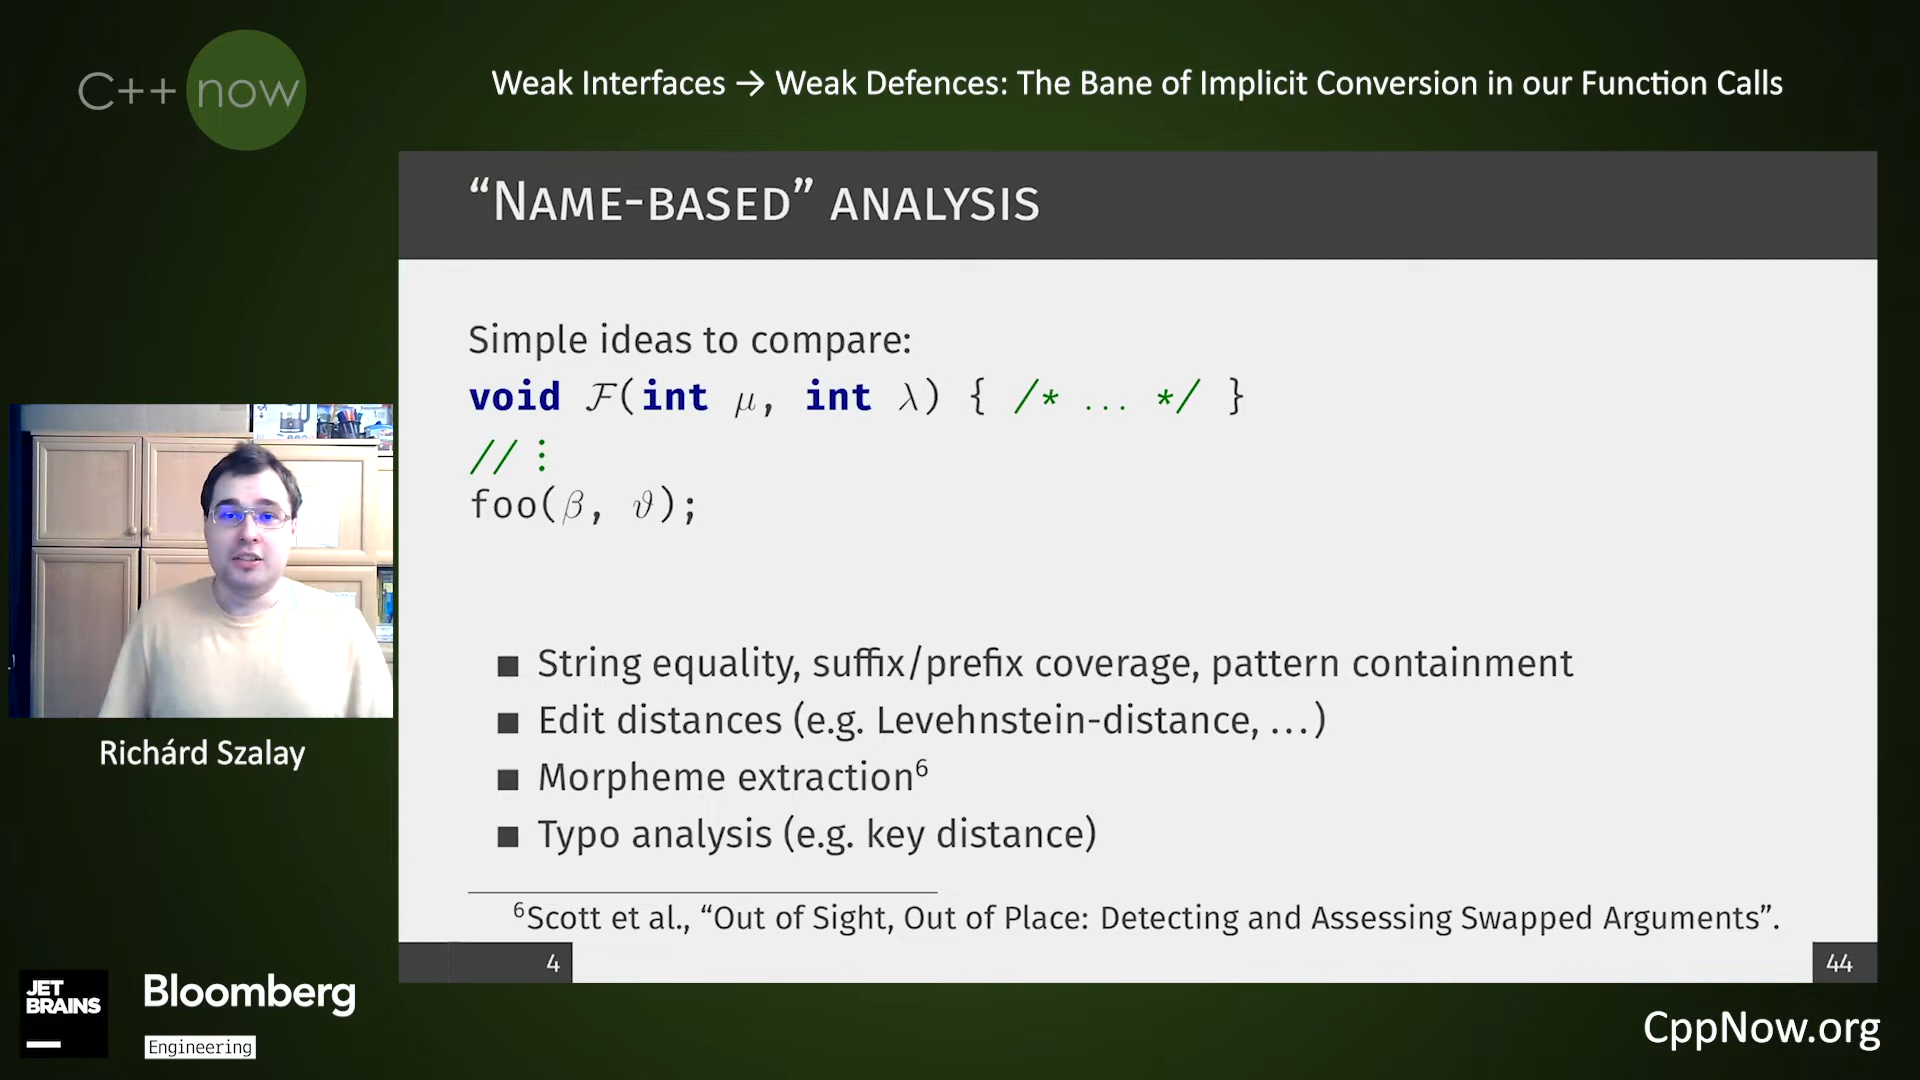 C++ now
Weak Interfaces → Weak Defences: The Bane of Implicit Conversion in our Function Calls
“NAME-BASED” ANALYSIS
Simple ideas to compare:
void ℱ(int μ, int λ) { /* ... */ }
// ⋮
foo(β, ϑ);
■ String equality, suffix/prefix coverage, pattern containment
■ Edit distances (e.g. Levehnstein-distance, ...)
■ Morpheme extraction⁶
■ Typo analysis (e.g. key distance)
⁶Scott et al., “Out of Sight, Out of Place: Detecting and Assessing Swapped Arguments”.
4
44
Richárd Szalay
JET
BRAINS
Bloomberg
Engineering
CppNow.org